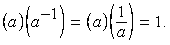 (a)(a⁻¹) = (a)(1/a) = 1.